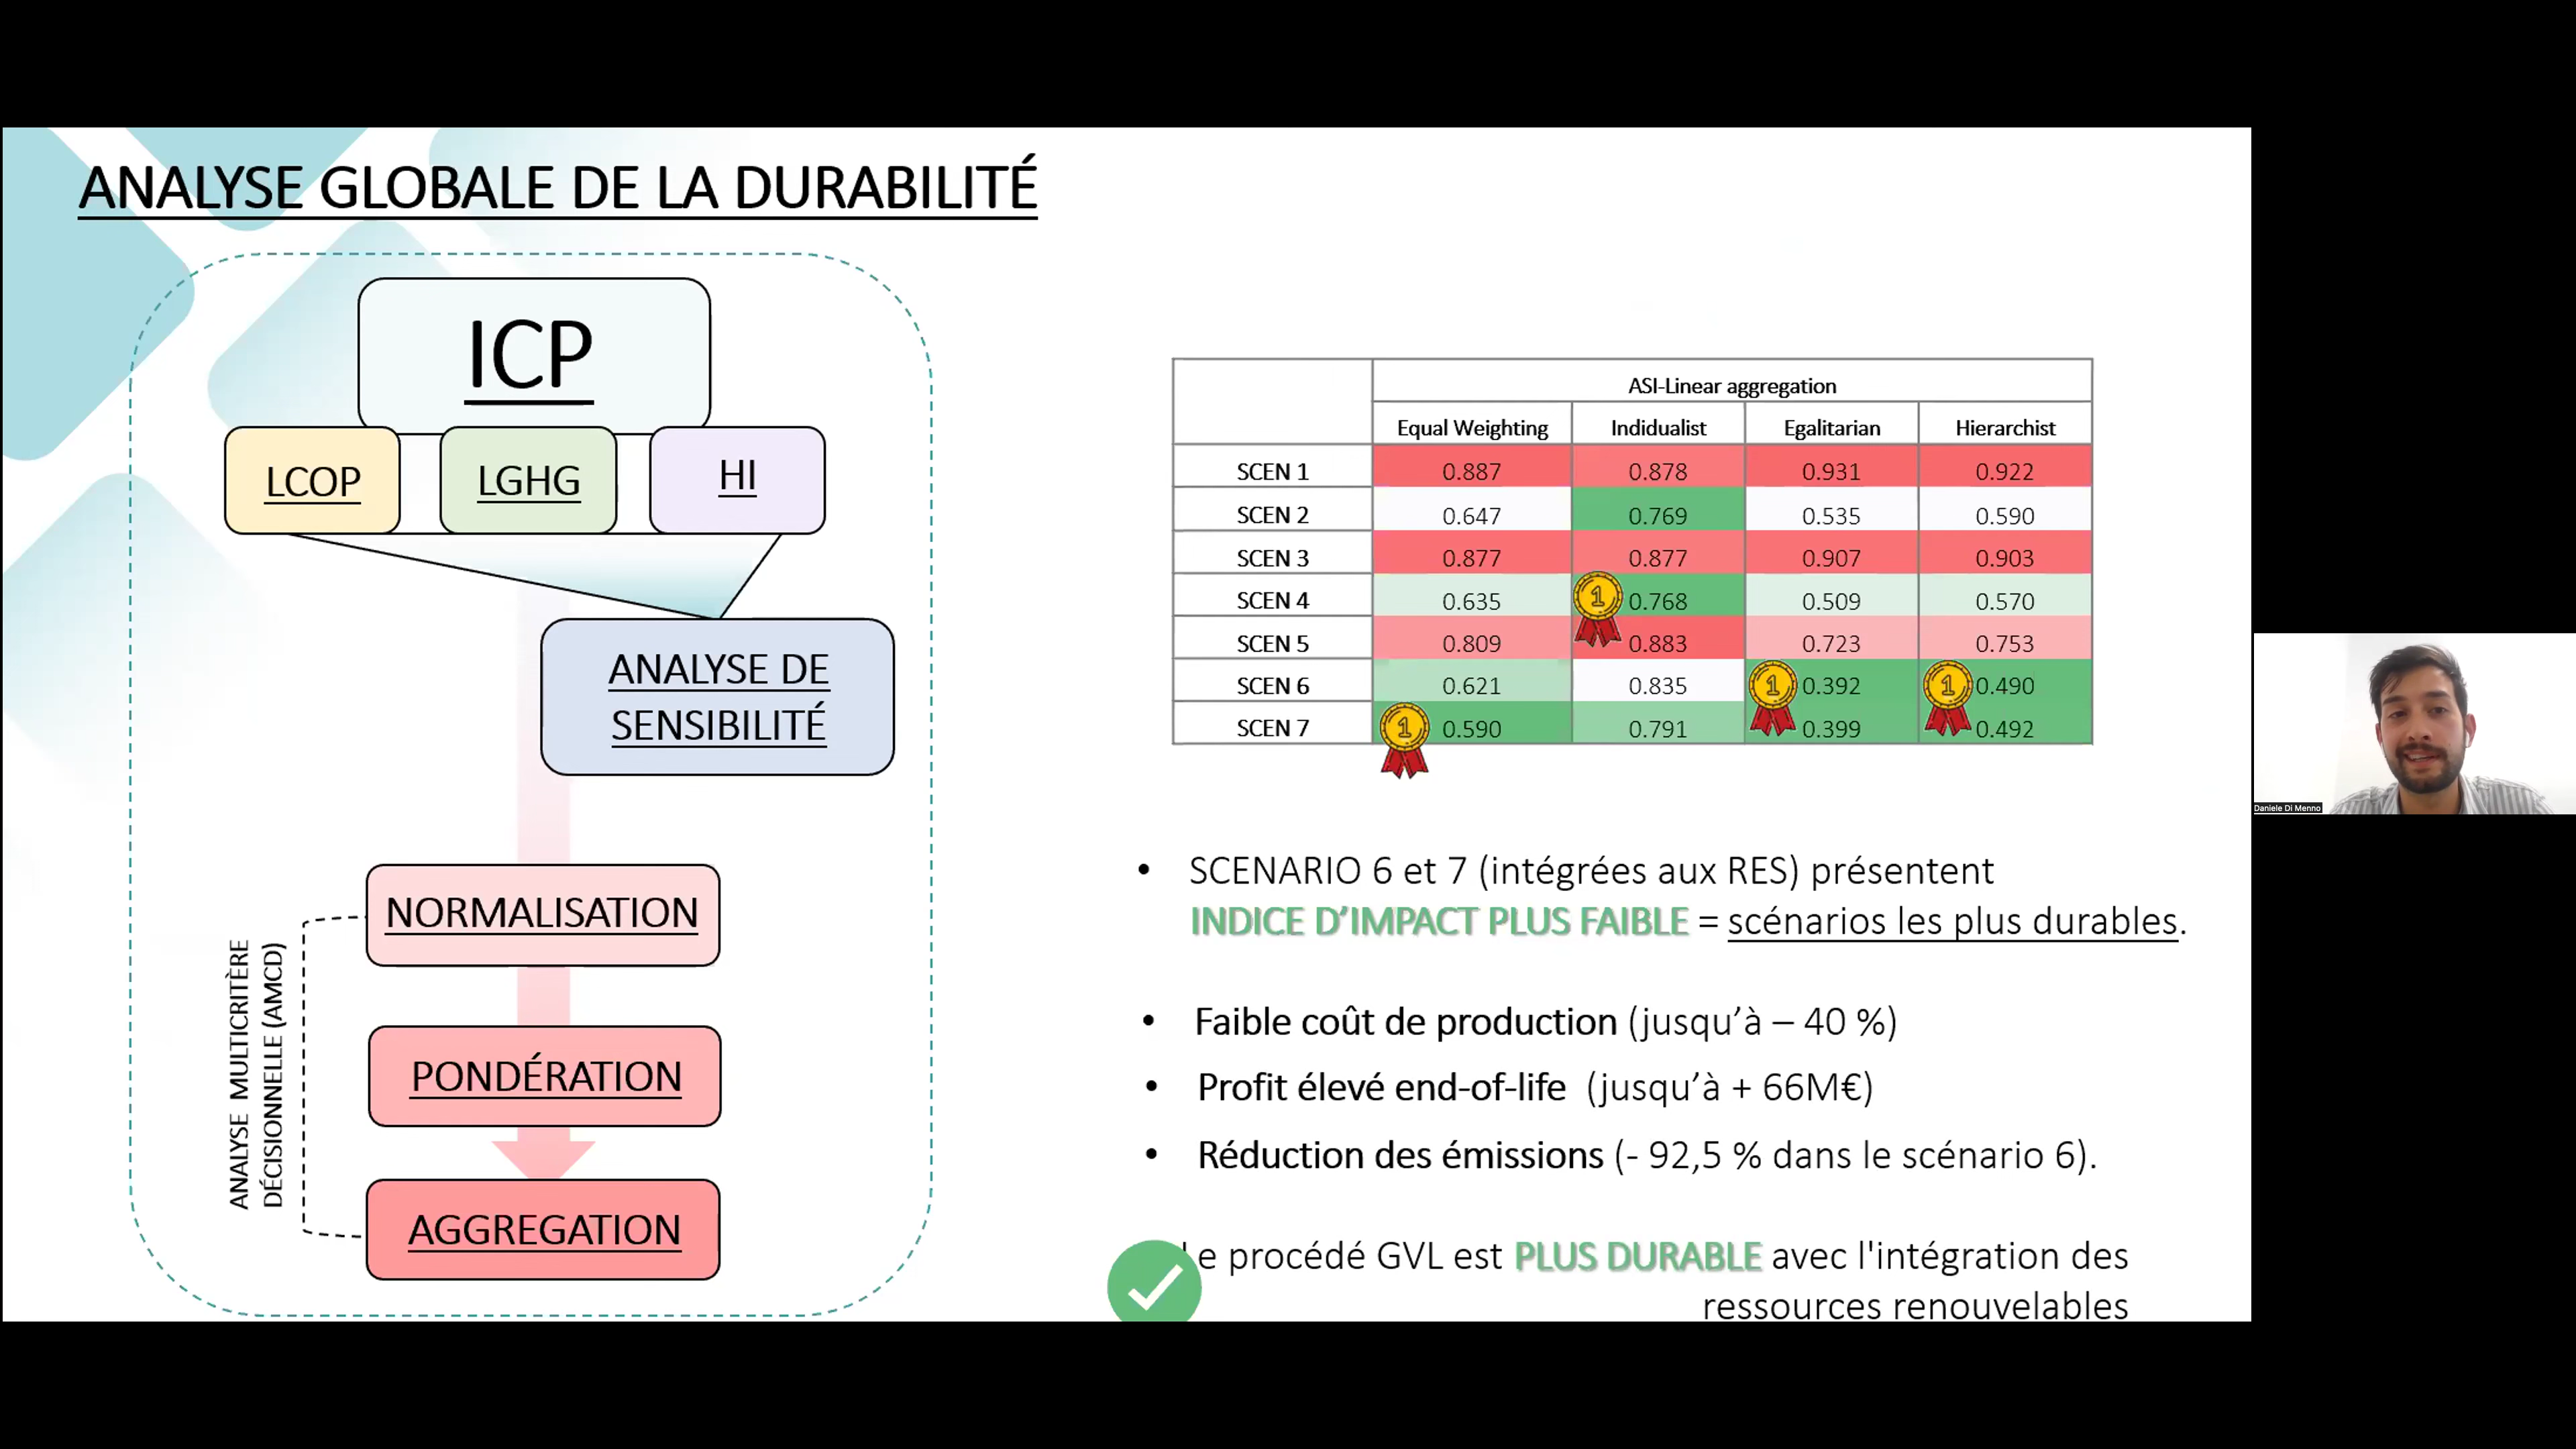 ANALYSE GLOBALE DE LA DURABILITÉ
ICP
LCOP
LGHG
HI
ANALYSE DE
SENSIBILITÉ
NORMALISATION
PONDÉRATION
AGGREGATION
ANALYSE MULTICRITÈRE
DÉCISIONNELLE (AMCD)
ASI-Linear aggregation
Equal Weighting Indidualist Egalitarian Hierarchist
SCEN 1 0.887 0.878 0.931 0.922
SCEN 2 0.647 0.769 0.535 0.590
SCEN 3 0.877 0.877 0.907 0.903
SCEN 4 0.635 1 0.768 0.509 0.570
SCEN 5 0.809 0.883 0.723 0.753
SCEN 6 0.621 0.835 1 0.392 1 0.490
SCEN 7 1 0.590 0.791 0.399 0.492
• SCENARIO 6 et 7 (intégrées aux RES) présentent
INDICE D'IMPACT PLUS FAIBLE = scénarios les plus durables.
• Faible coût de production (jusqu'à – 40 %)
• Profit élevé end-of-life (jusqu'à + 66M€)
• Réduction des émissions (- 92,5 % dans le scénario 6).
e procédé GVL est PLUS DURABLE avec l'intégration des
ressources renouvelables
Daniele Di Menno